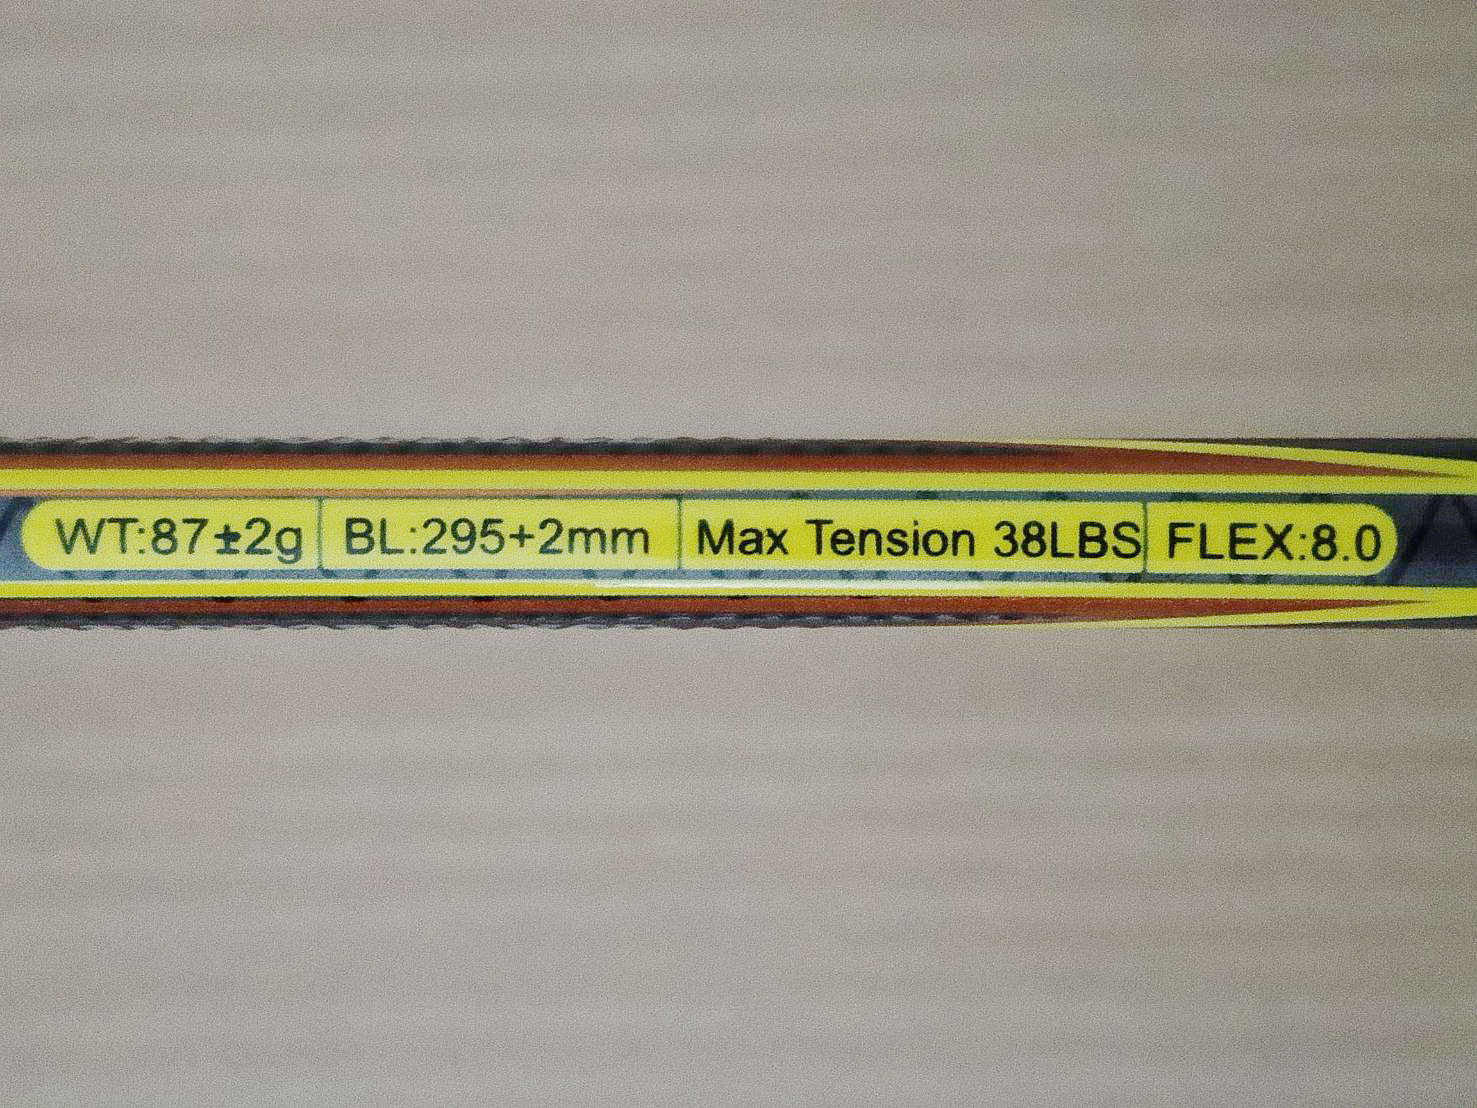 WT:87±2g BL:295+2mm Max Tension 38LBS FLEX:8.0